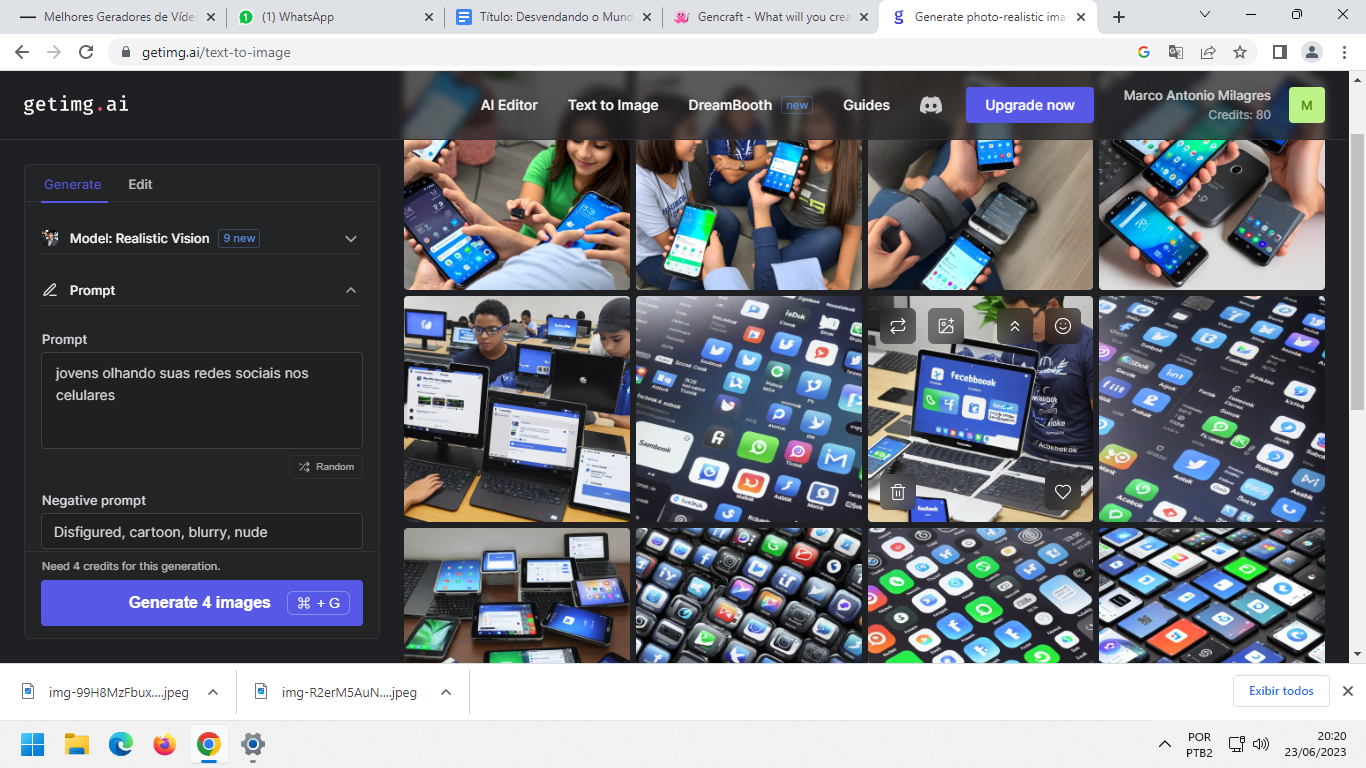 Melhores Geradores de Víde
(1) WhatsApp
Título: Desvendando o Mund
Gencraft - What will you crea
Generate photo-realistic ima
getimg.ai/text-to-image
getimg.ai
AI Editor
Text to Image
DreamBooth new
Guides
Upgrade now
Marco Antonio Milagres
Credits: 80
M
Generate
Edit
Model: Realistic Vision 9 new
Prompt
Prompt
jovens olhando suas redes sociais nos
celulares
Random
Negative prompt
Disfigured, cartoon, blurry, nude
Need 4 credits for this generation.
Generate 4 images
⌘ + G
fecebboook
img-99H8MzFbux....jpeg
img-R2erM5AuN....jpeg
Exibir todos
POR
PTB2
20:20
23/06/2023